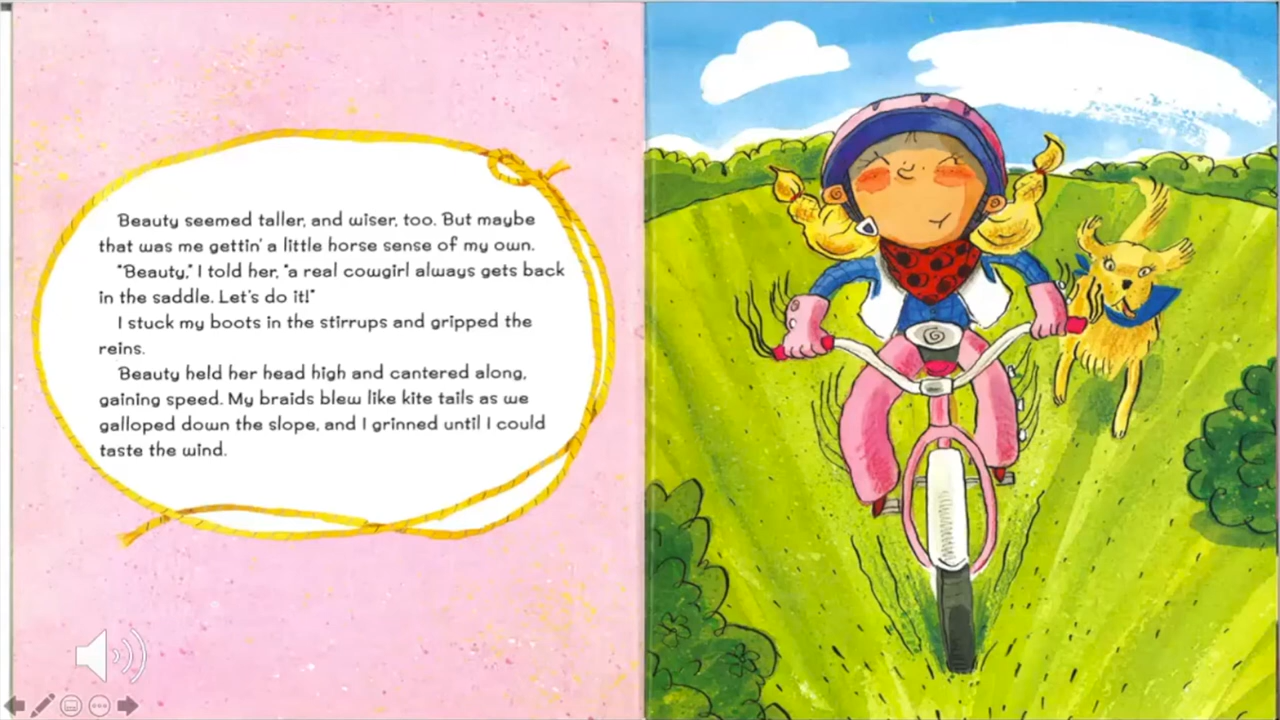 Beauty seemed taller, and wiser, too. But maybe
that was me gettin' a little horse sense of my own.
"Beauty," I told her, "a real cowgirl always gets back
in the saddle. Let's do it!"
I stuck my boots in the stirrups and gripped the
reins.
Beauty held her head high and cantered along,
gaining speed. My braids blew like kite tails as we
galloped down the slope, and I grinned until I could
taste the wind.